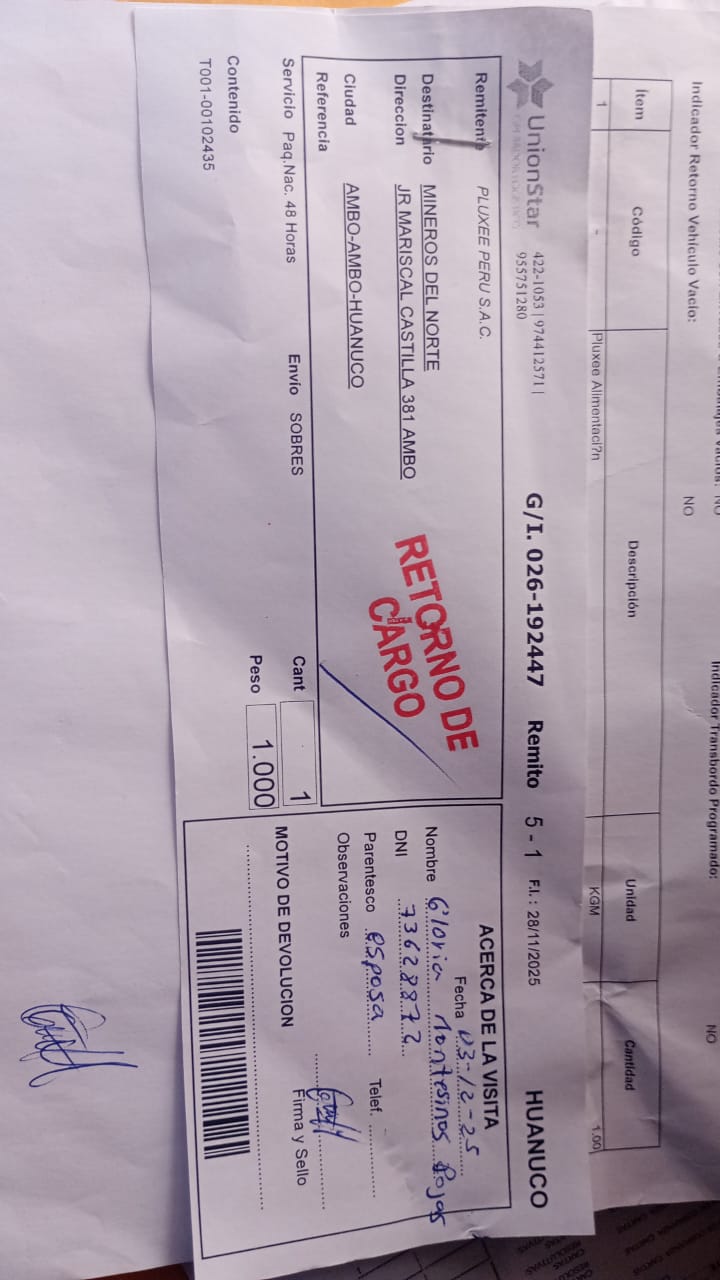 Indicador Retorno Vehículo Vacío:
NO
Indicador Transbordo Programado:
NO
Ítem Código Descripción Unidad Cantidad
1 - Pluxee Alimentaci?n KGM 1.00
UnionStar
422-1053 | 974412571 |
955751280
G/I. 026-192447 Remito 5 - 1 F.I.: 28/11/2025 HUANUCO
Remitente PLUXEE PERU S.A.C.
Destinatario MINEROS DEL NORTE
Direccion JR MARISCAL CASTILLA 381 AMBO
Ciudad AMBO-AMBO-HUANUCO
Referencia
RETORNO DE
CARGO
Servicio Paq.Nac. 48 Horas Envío SOBRES Cant 1
Peso 1.000
Contenido
T001-00102435
ACERCA DE LA VISITA
Fecha 03-12-25
Nombre Gloria Montesinos Rojas
DNI 73628872
Parentesco esposa Telef.
Observaciones
Firma y Sello
MOTIVO DE DEVOLUCION